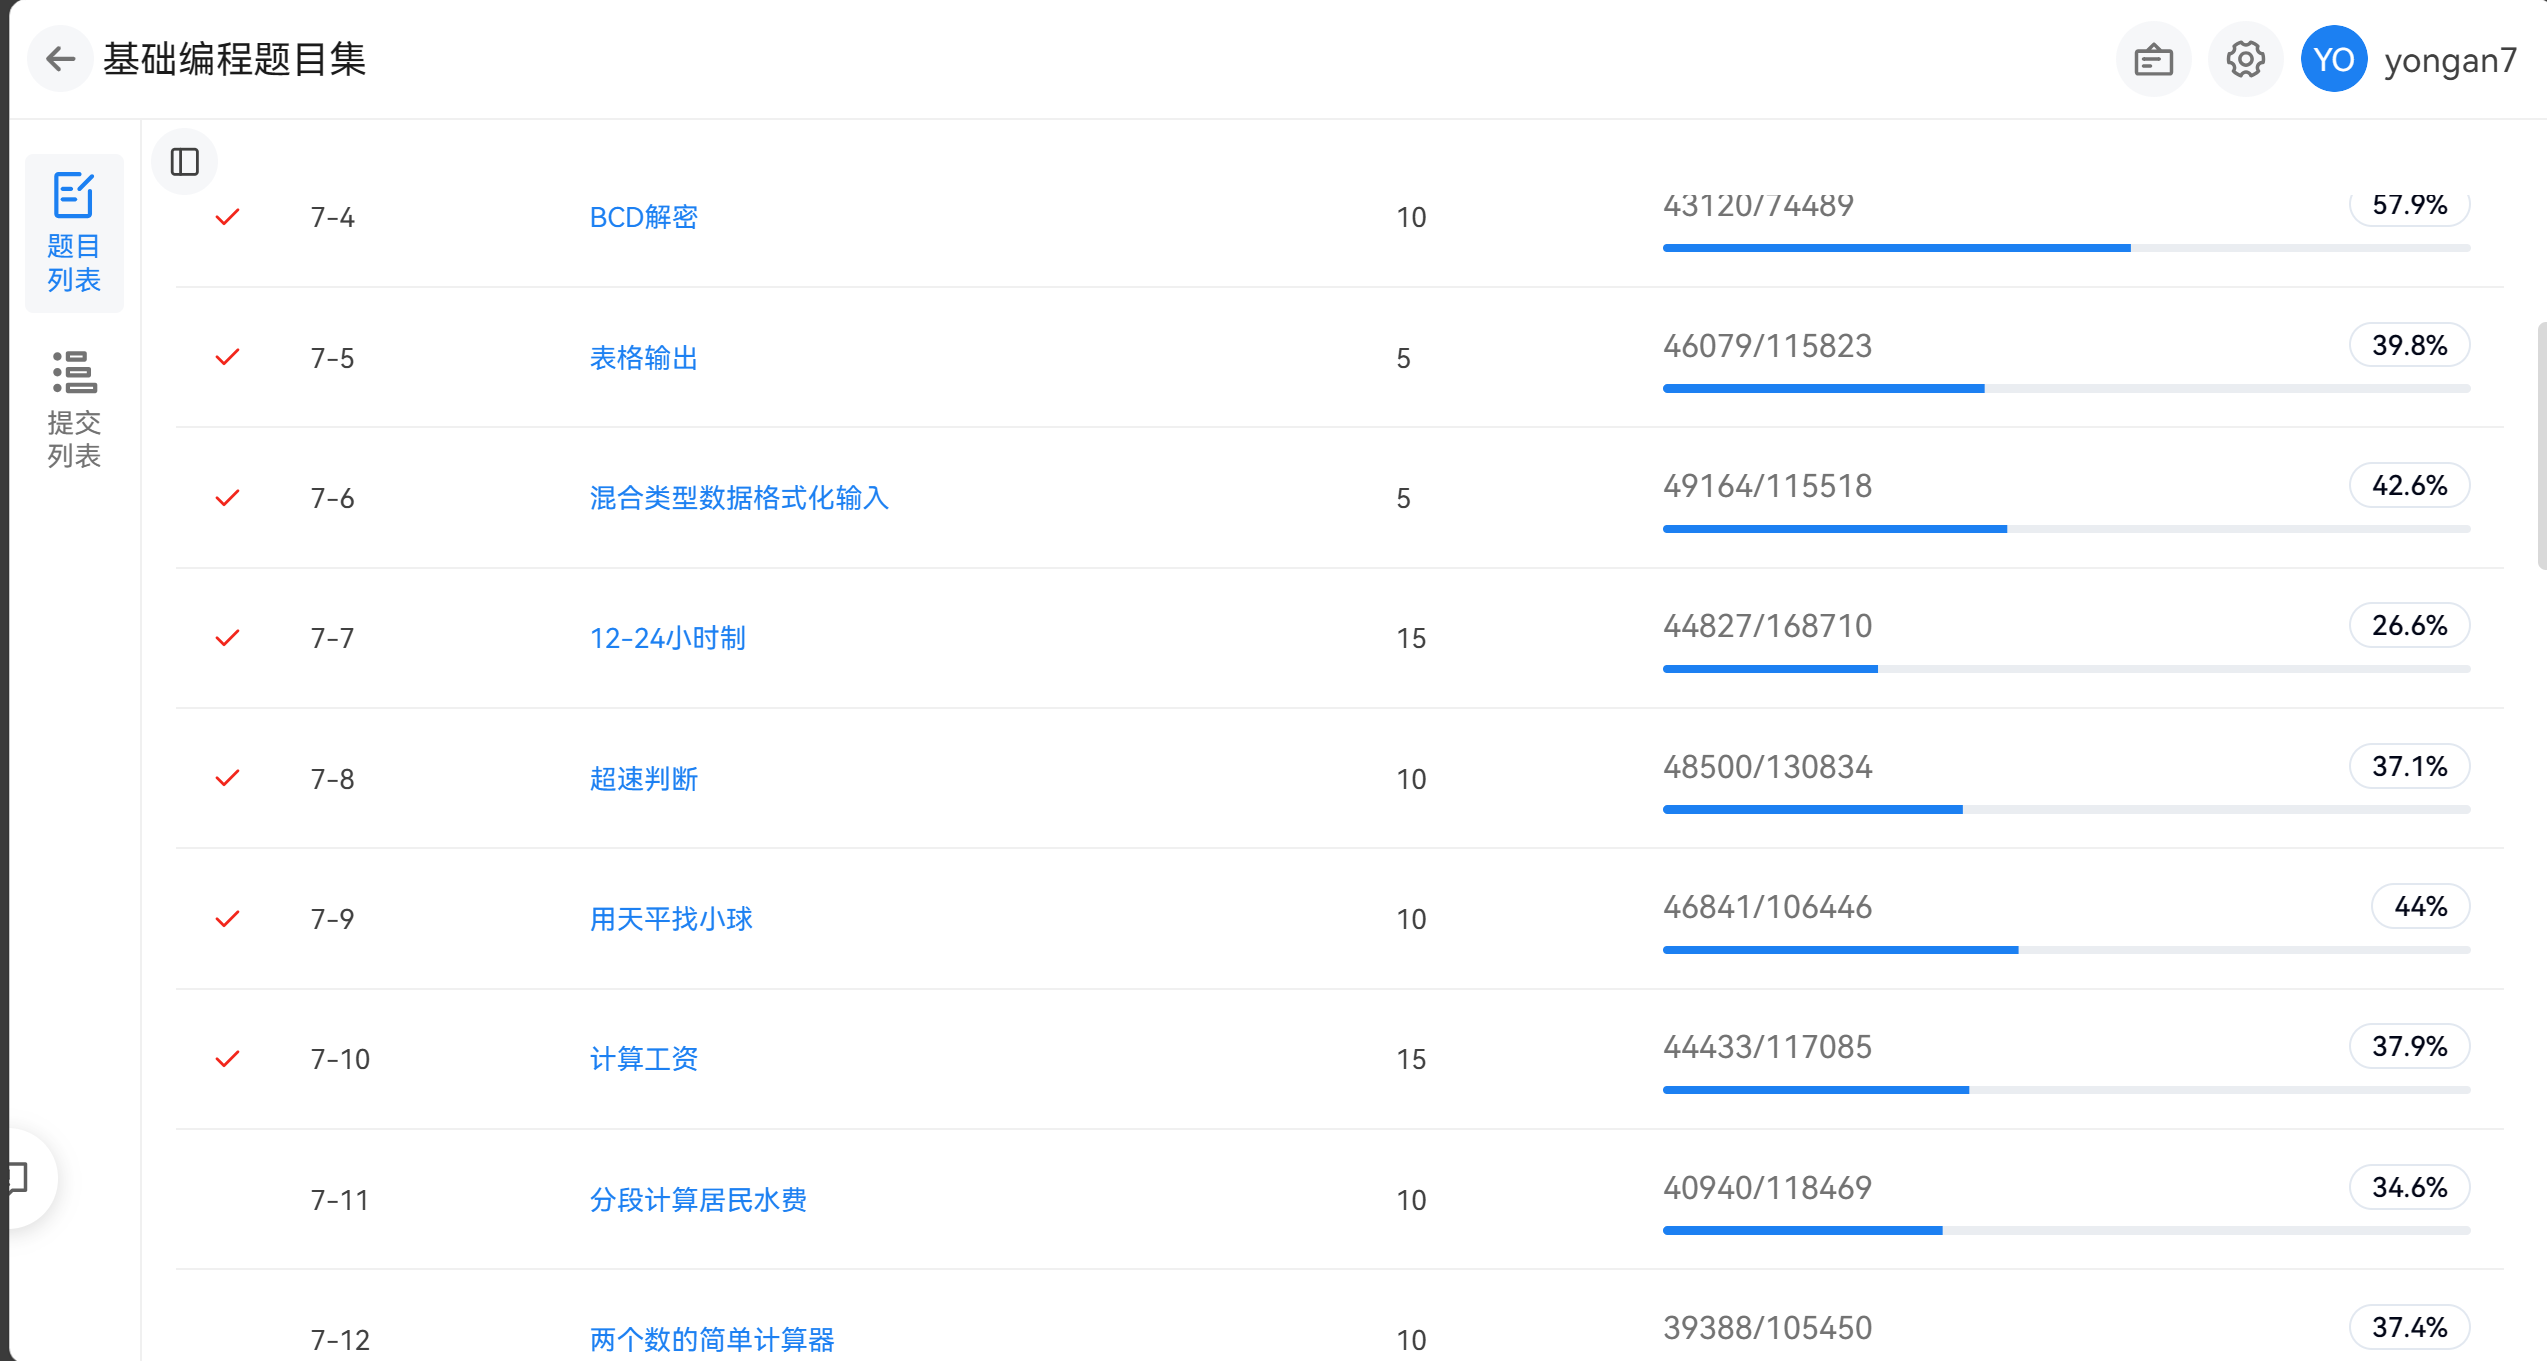 基础编程题目集
YO
yongan7
题目
列表
提交
列表
7-4 BCD解密 10 43120/74489 57.9%
7-5 表格输出 5 46079/115823 39.8%
7-6 混合类型数据格式化输入 5 49164/115518 42.6%
7-7 12-24小时制 15 44827/168710 26.6%
7-8 超速判断 10 48500/130834 37.1%
7-9 用天平找小球 10 46841/106446 44%
7-10 计算工资 15 44433/117085 37.9%
7-11 分段计算居民水费 10 40940/118469 34.6%
7-12 两个数的简单计算器 10 39388/105450 37.4%